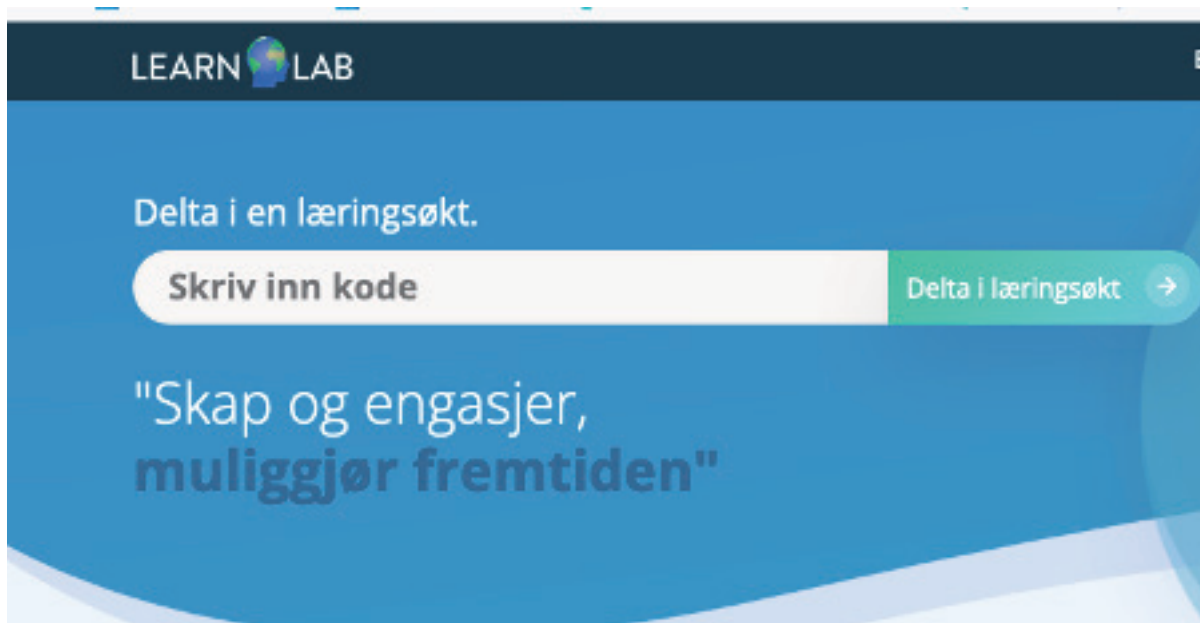 LEARN LAB
Delta i en læringsøkt.
Skriv inn kode
Delta i læringsøkt
"Skap og engasjer,
muliggjør fremtiden"